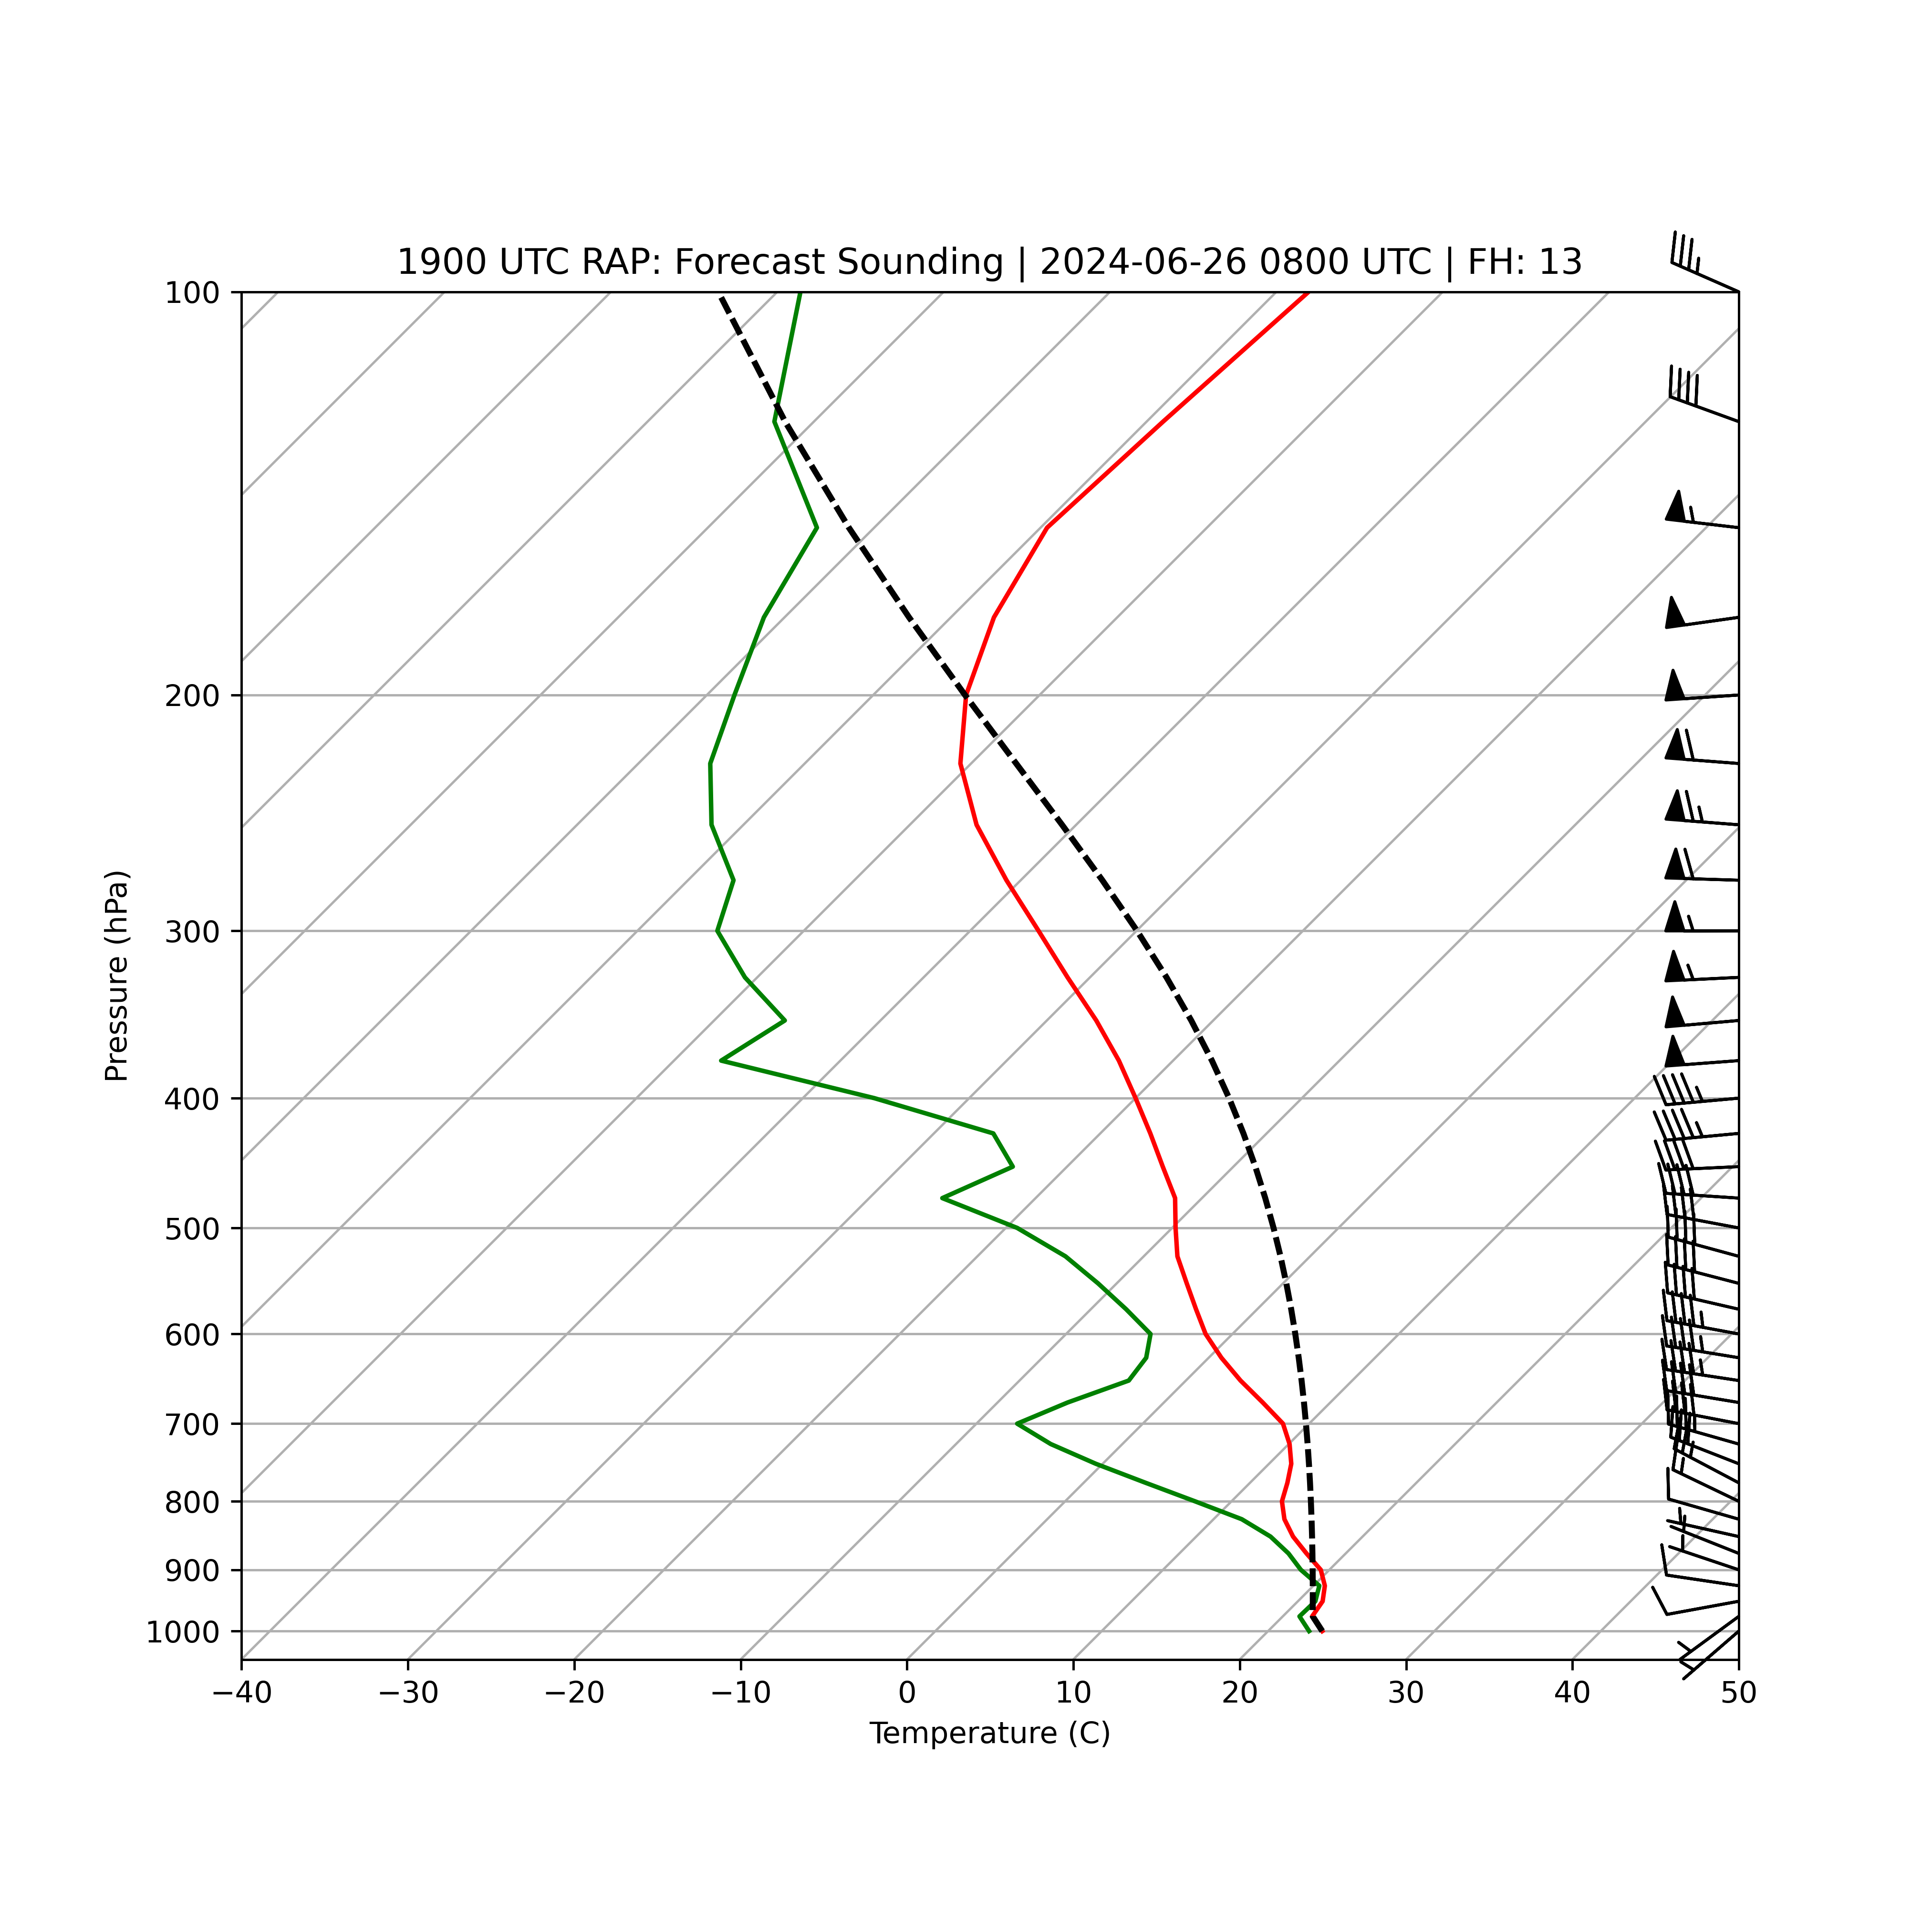 1900 UTC RAP: Forecast Sounding | 2024-06-26 0800 UTC | FH: 13
100
200
300
400
500
600
700
800
900
1000
Pressure (hPa)
−40 −30 −20 −10 0 10 20 30 40 50
Temperature (C)